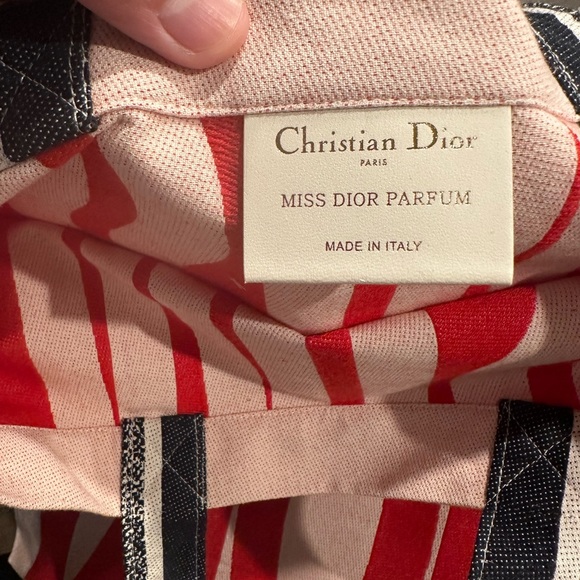 Christian Dior
PARIS
MISS DIOR PARFUM
MADE IN ITALY